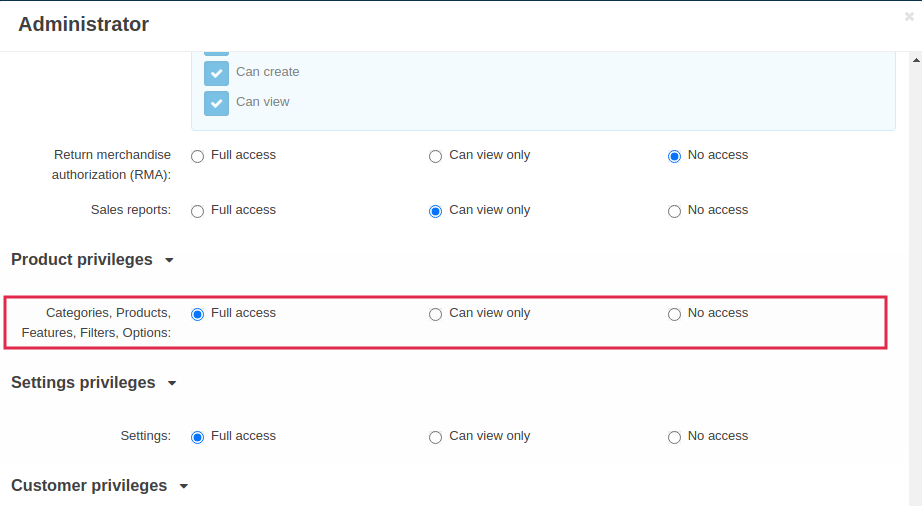 Administrator
Can create
Can view
Return merchandise authorization (RMA): Full access Can view only No access
Sales reports: Full access Can view only No access
Product privileges
Categories, Products, Features, Filters, Options: Full access Can view only No access
Settings privileges
Settings: Full access Can view only No access
Customer privileges